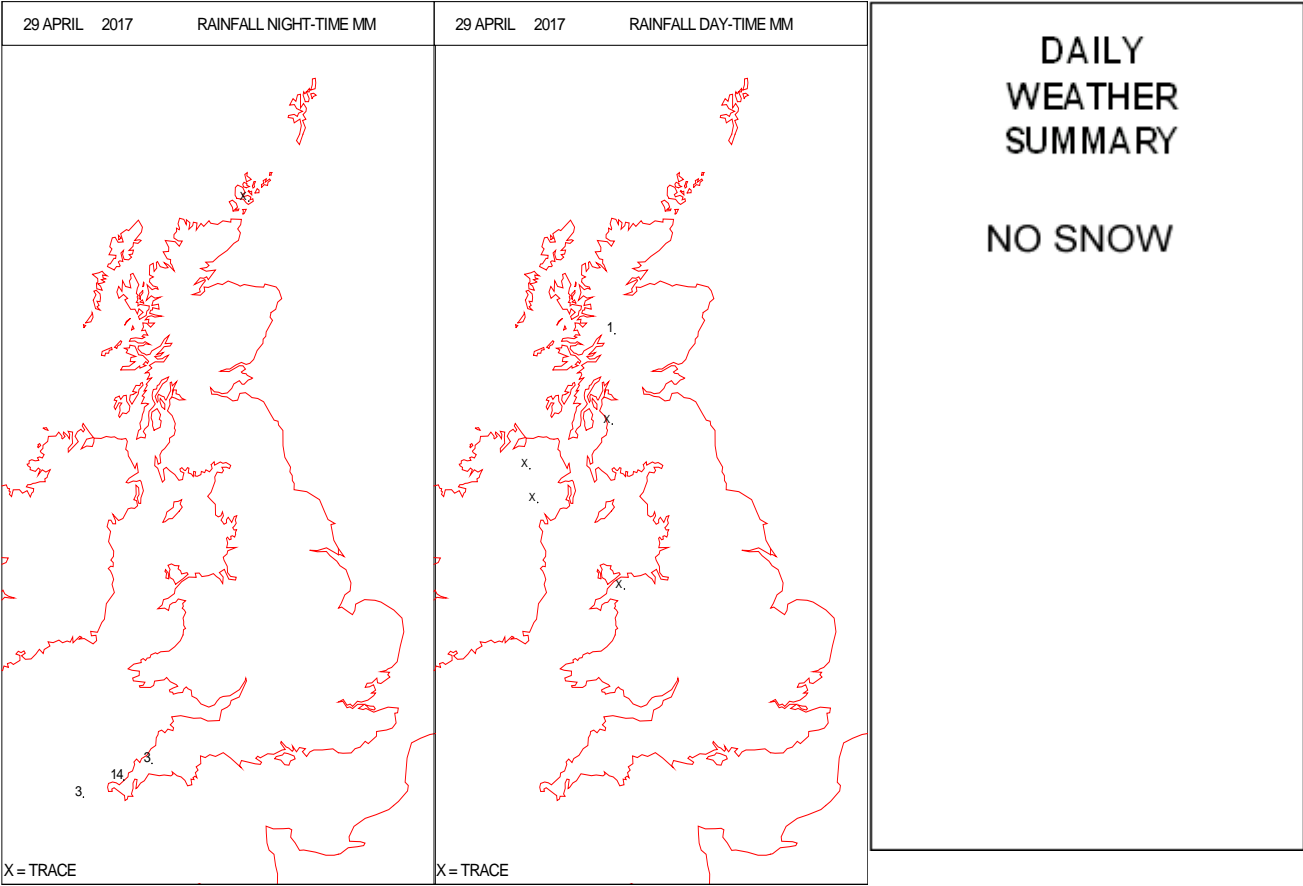 29 APRIL 2017 RAINFALL NIGHT-TIME MM
X
3.
14.
3.
X = TRACE
29 APRIL 2017 RAINFALL DAY-TIME MM
1.
X.
X.
X.
X.
X = TRACE
DAILY
WEATHER
SUMMARY
NO SNOW